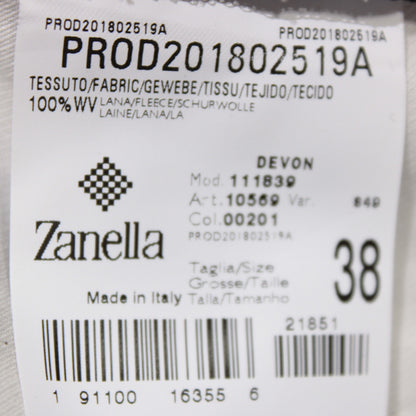 PROD201802519A PROD201802519A
PROD201802519A
TESSUTO/FABRIC/GEWEBE/TISSU/TEJIDO/TECIDO
100%WV LANA/FLEECE/SCHURWOLLE
LAINE/LANA/LA
DEVON
Mod. 111839
Art. 10569 Var. 849
Col. 00201
PROD201802519A
Zanella
Taglia/Size
Grosse/Taille
Talla/Tamanho
38
Made in Italy
21851
1 91100 16355 6